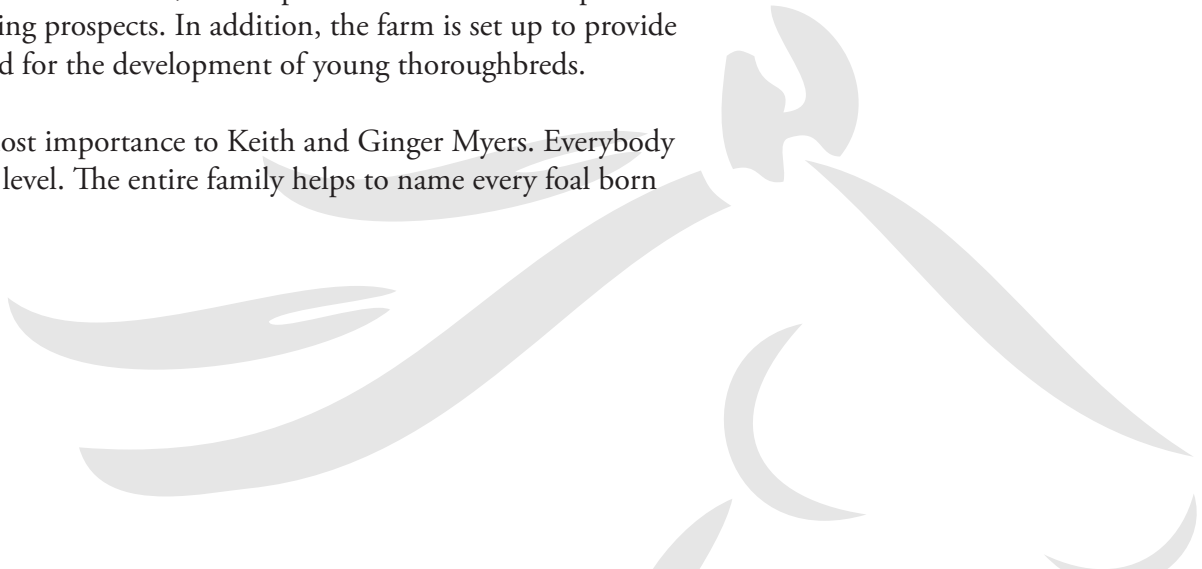 ing prospects. In addition, the farm is set up to provide
d for the development of young thoroughbreds.
ost importance to Keith and Ginger Myers. Everybody
level. The entire family helps to name every foal born